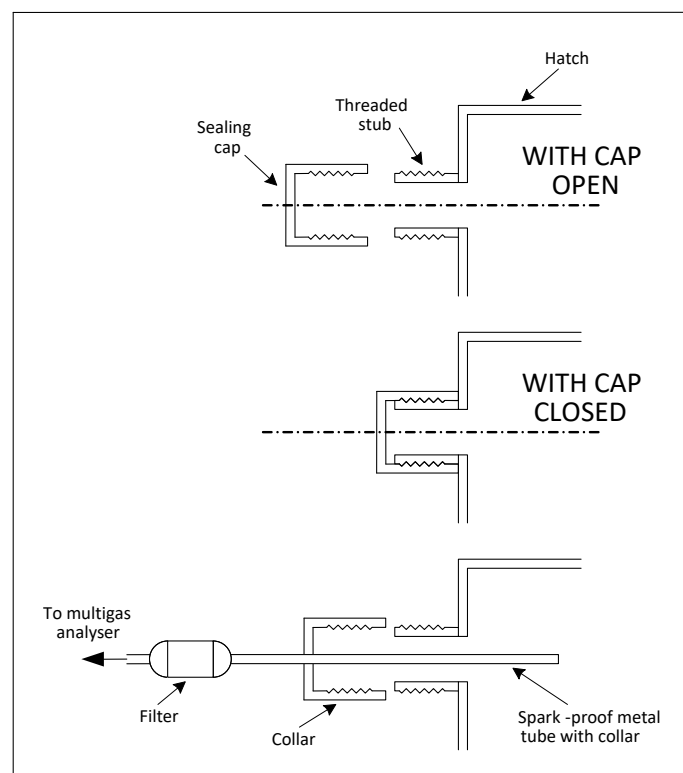 Hatch
Threaded
stub
Sealing
cap
WITH CAP
OPEN
WITH CAP
CLOSED
To multigas
analyser
Filter
Collar
Spark -proof metal
tube with collar